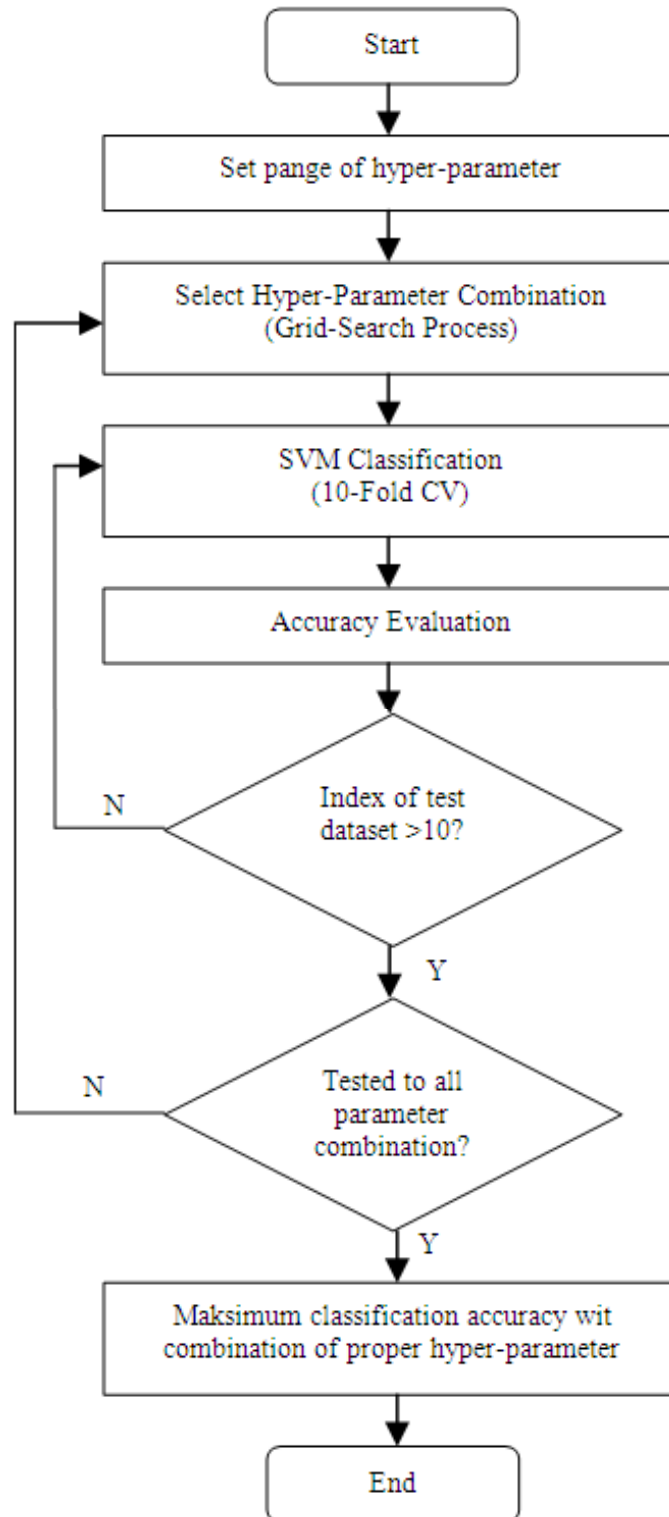 Start
Set pange of hyper-parameter
Select Hyper-Parameter Combination
(Grid-Search Process)
SVM Classification
(10-Fold CV)
Accuracy Evaluation
Index of test
dataset >10?
N
Y
Tested to all
parameter
combination?
N
Y
Maksimum classification accuracy wit
combination of proper hyper-parameter
End